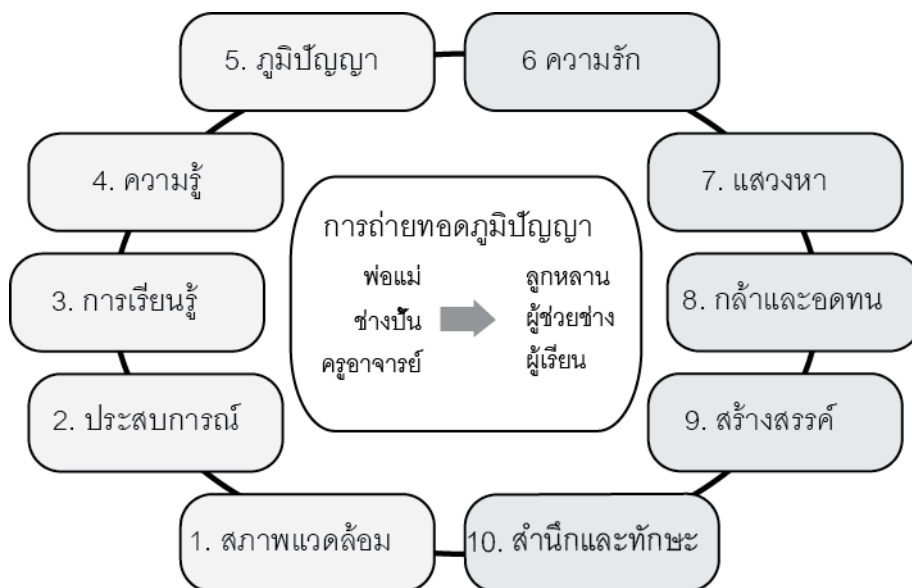 5. ภูมิปัญญา
6 ความรัก
4. ความรู้
7. แสวงหา
การถ่ายทอดภูมิปัญญา
พ่อแม่ ลูกหลาน
3. การเรียนรู้
8. กล้าและอดทน
ช่างปั้น ผู้ช่วยช่าง
ครูอาจารย์ ผู้เรียน
2. ประสบการณ์
9. สร้างสรรค์
1. สภาพแวดล้อม
10. สำนึกและทักษะ